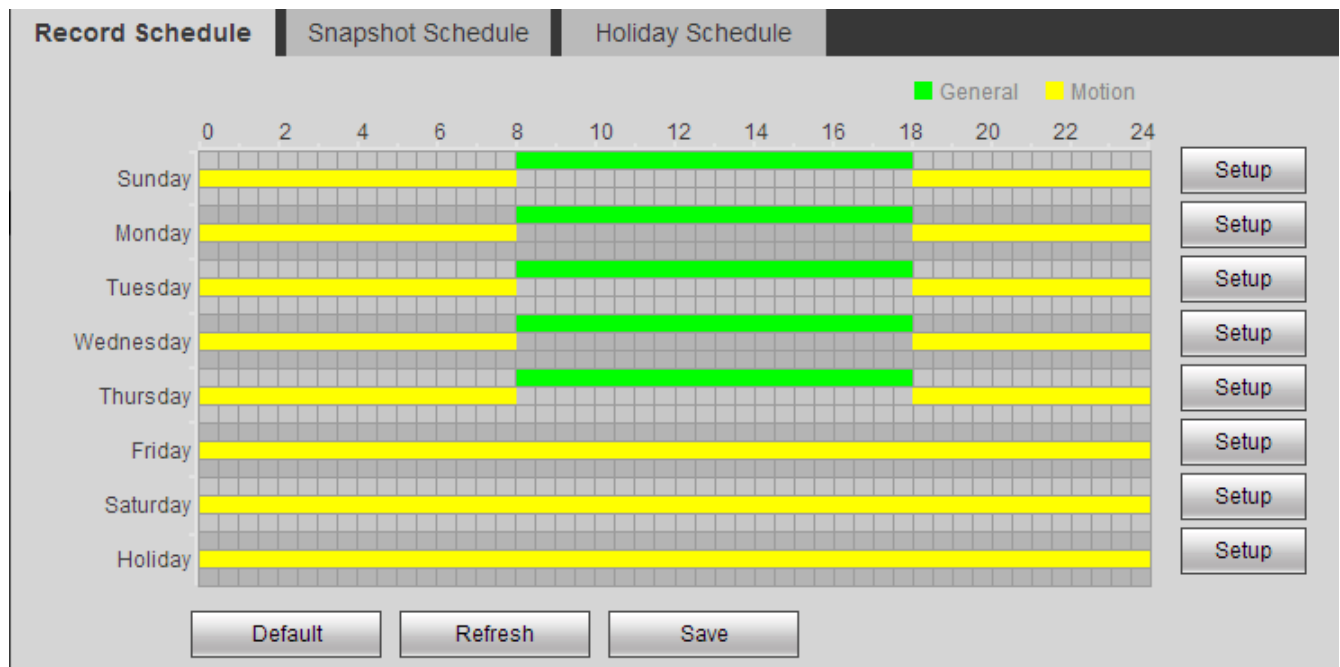 Record Schedule Snapshot Schedule Holiday Schedule
General Motion
0 2 4 6 8 10 12 14 16 18 20 22 24
Sunday Setup
Monday Setup
Tuesday Setup
Wednesday Setup
Thursday Setup
Friday Setup
Saturday Setup
Holiday Setup
Default Refresh Save